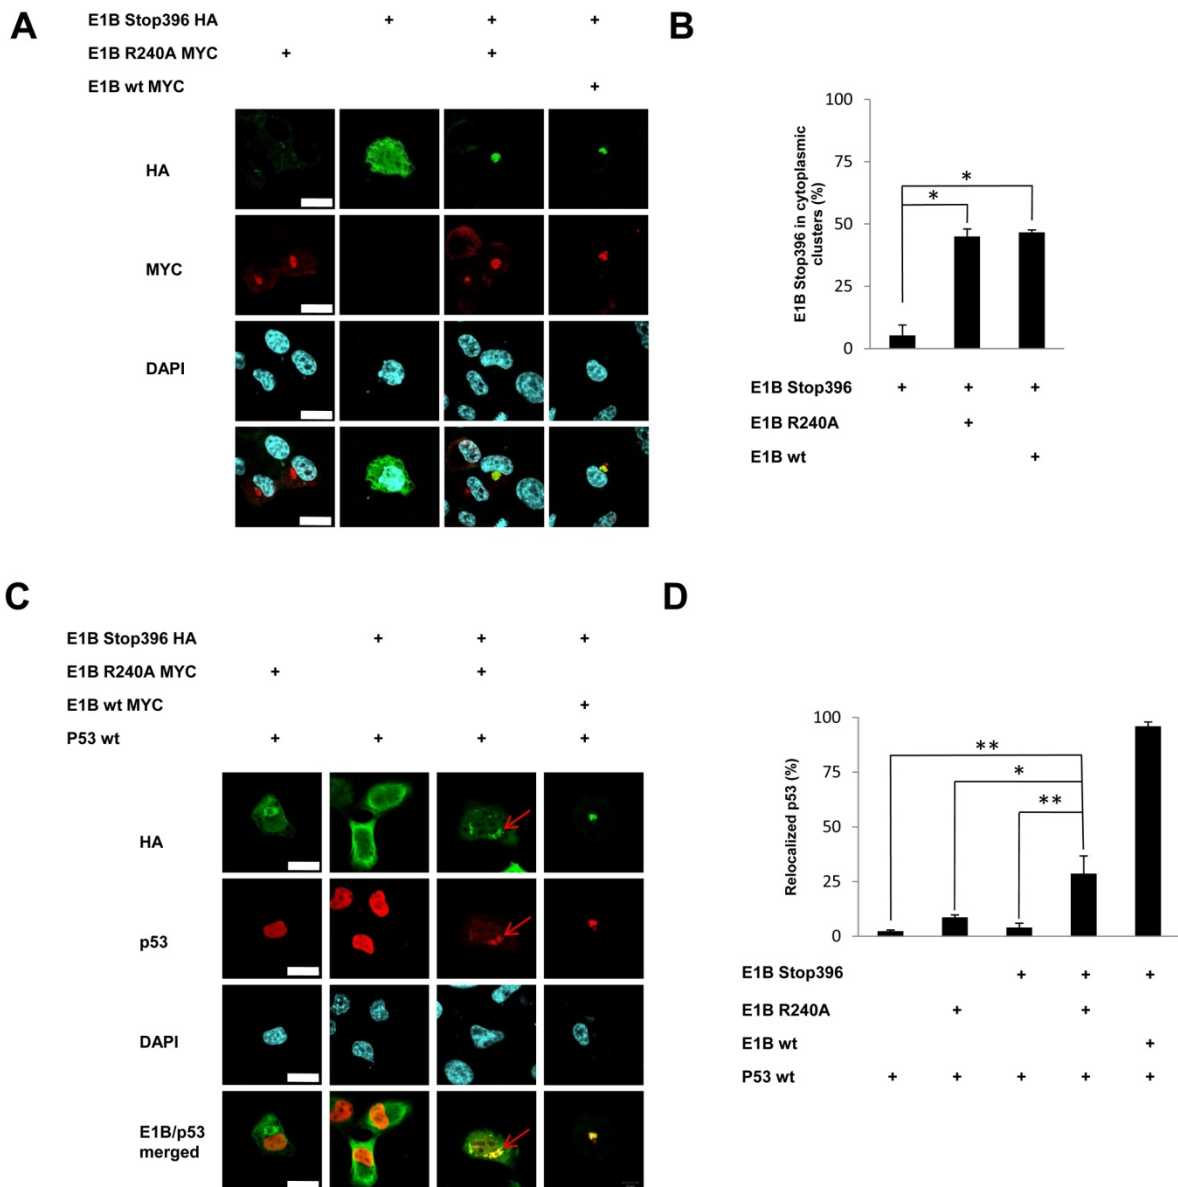 A
E1B Stop396 HA + + +
E1B R240A MYC + +
E1B wt MYC +
HA
MYC
DAPI
B
100
75
50
25
0
E1B Stop396 in cytoplasmic
clusters (%)
*
*
E1B Stop396 + + +
E1B R240A +
E1B wt +
C
E1B Stop396 HA + + +
E1B R240A MYC + +
E1B wt MYC +
P53 wt + + + +
HA
p53
DAPI
E1B/p53
merged
D
100
75
50
25
0
Relocalized p53 (%)
**
*
**
E1B Stop396 + + +
E1B R240A + +
E1B wt +
P53 wt + + + + +